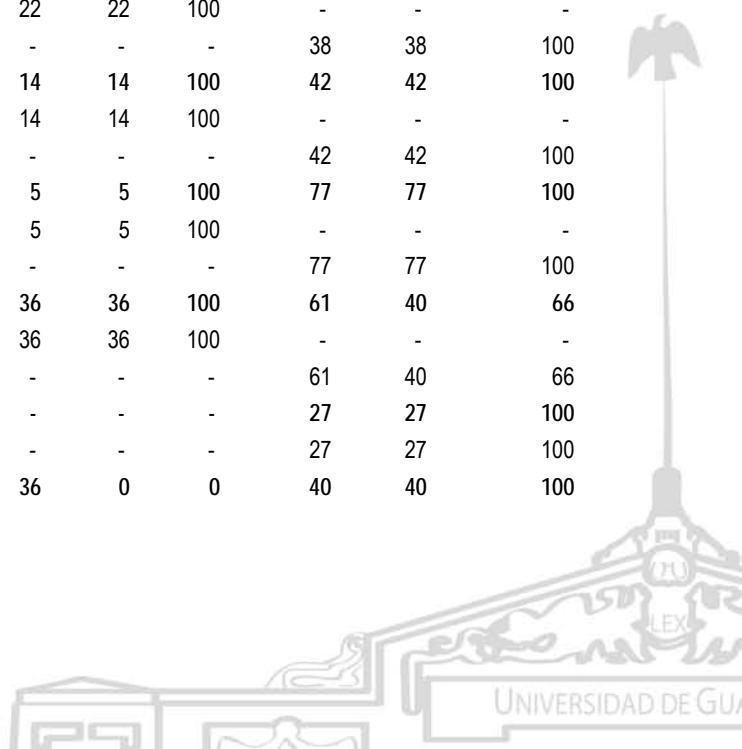 22 22 100 - - -
- - - 38 38 100
14 14 100 42 42 100
14 14 100 - - -
- - - 42 42 100
5 5 100 77 77 100
5 5 100 - - -
- - - 77 77 100
36 36 100 61 40 66
36 36 100 - - -
- - - 61 40 66
- - - 27 27 100
- - - 27 27 100
36 0 0 40 40 100
LEX
UNIVERSIDAD DE GUA